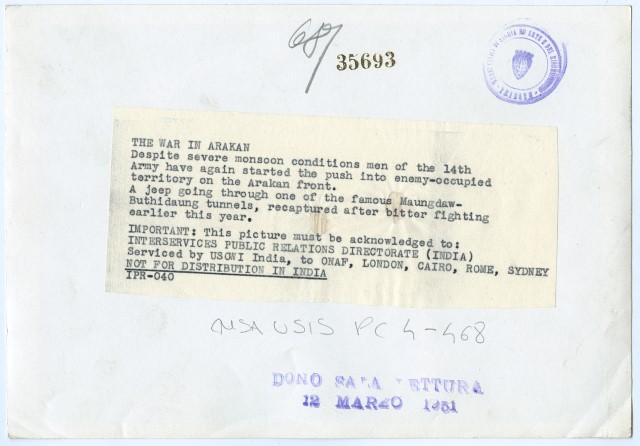 687
35693
THE WAR IN ARAKAN
Despite severe monsoon conditions men of the 14th
Army have again started the push into enemy-occupied
territory on the Arakan front.
A jeep going through one of the famous Maungdaw-
Buthidaung tunnels, recaptured after bitter fighting
earlier this year.
IMPORTANT: This picture must be acknowledged to:
INTERSERVICES PUBLIC RELATIONS DIRECTORATE (INDIA)
Serviced by USOWI India, to ONAF, LONDON, CAIRO, ROME, SYDNEY
NOT FOR DISTRIBUTION IN INDIA
IPR-040
USIS PC 4-468
DONO SALA LETTURA
12 MARZO 1951